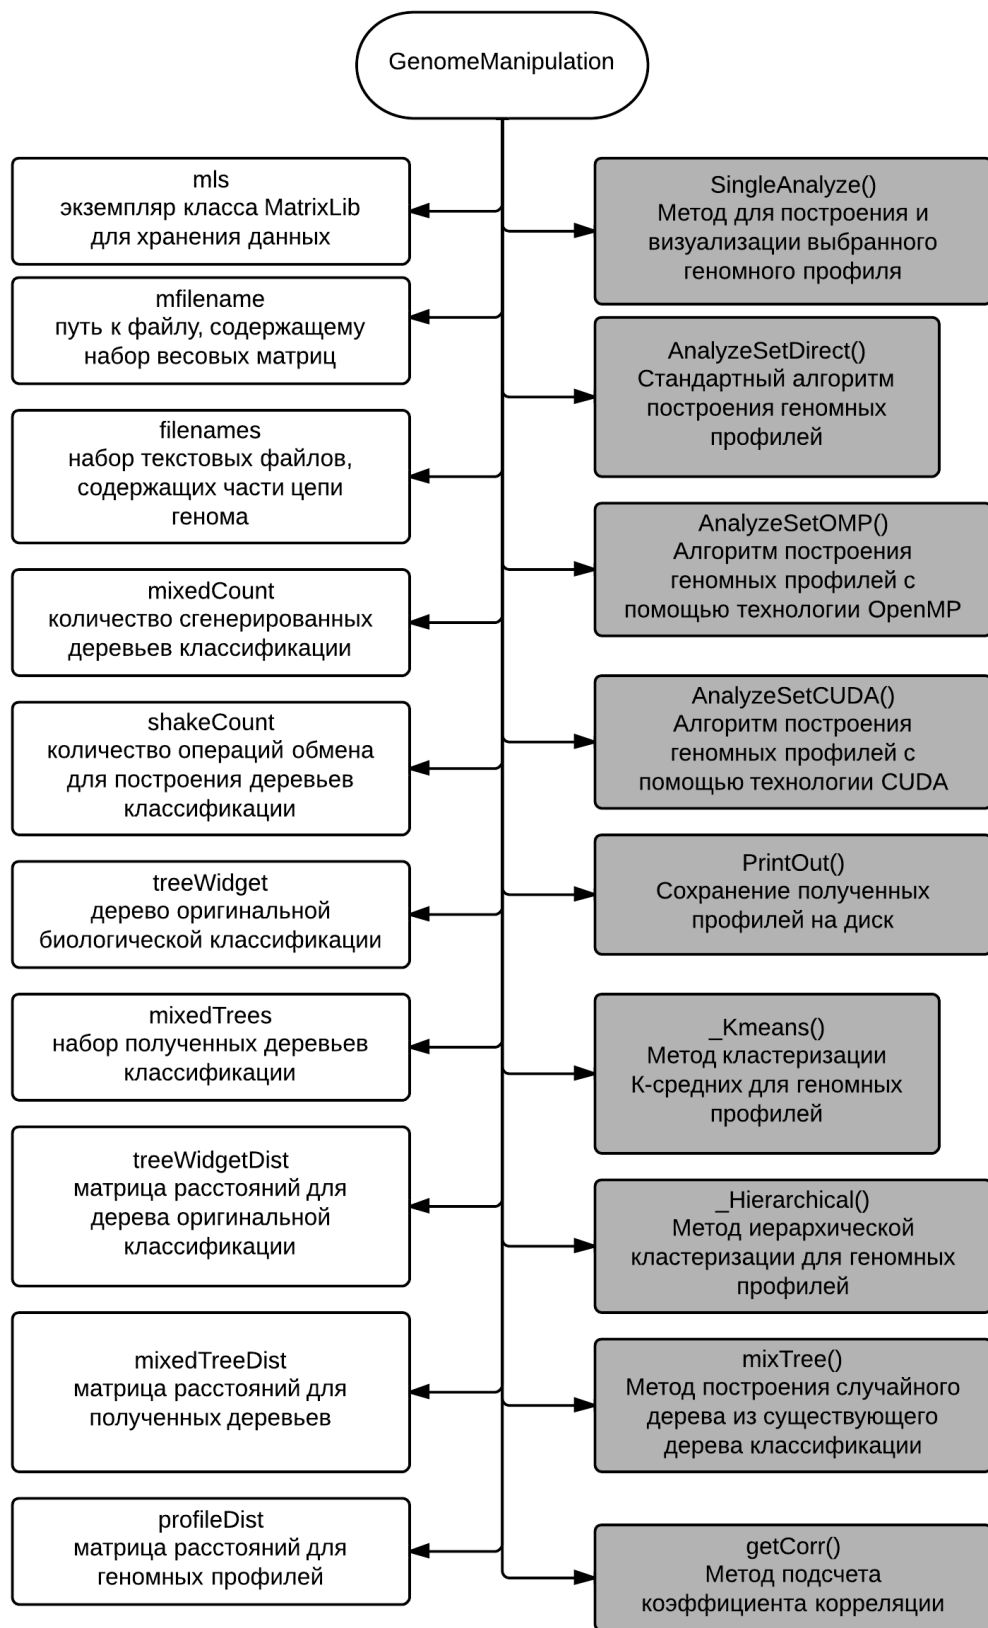 GenomeManipulation
mls
экземпляр класса MatrixLib
для хранения данных
mfilename
путь к файлу, содержащему
набор весовых матриц
filenames
набор текстовых файлов,
содержащих части цепи
генома
mixedCount
количество сгенерированных
деревьев классификации
shakeCount
количество операций обмена
для построения деревьев
классификации
treeWidget
дерево оригинальной
биологической классификации
mixedTrees
набор полученных деревьев
классификации
treeWidgetDist
матрица расстояний для
дерева оригинальной
классификации
mixedTreeDist
матрица расстояний для
полученных деревьев
profileDist
матрица расстояний для
геномных профилей
SingleAnalyze()
Метод для построения и
визуализации выбранного
геномного профиля
AnalyzeSetDirect()
Стандартный алгоритм
построения геномных
профилей
AnalyzeSetOMP()
Алгоритм построения
геномных профилей с
помощью технологии OpenMP
AnalyzeSetCUDA()
Алгоритм построения
геномных профилей с
помощью технологии CUDA
PrintOut()
Сохранение полученных
профилей на диск
_Kmeans()
Метод кластеризации
К-средних для геномных
профилей
_Hierarchical()
Метод иерархической
кластеризации для геномных
профилей
mixTree()
Метод построения случайного
дерева из существующего
дерева классификации
getCorr()
Метод подсчета
коэффициента корреляции